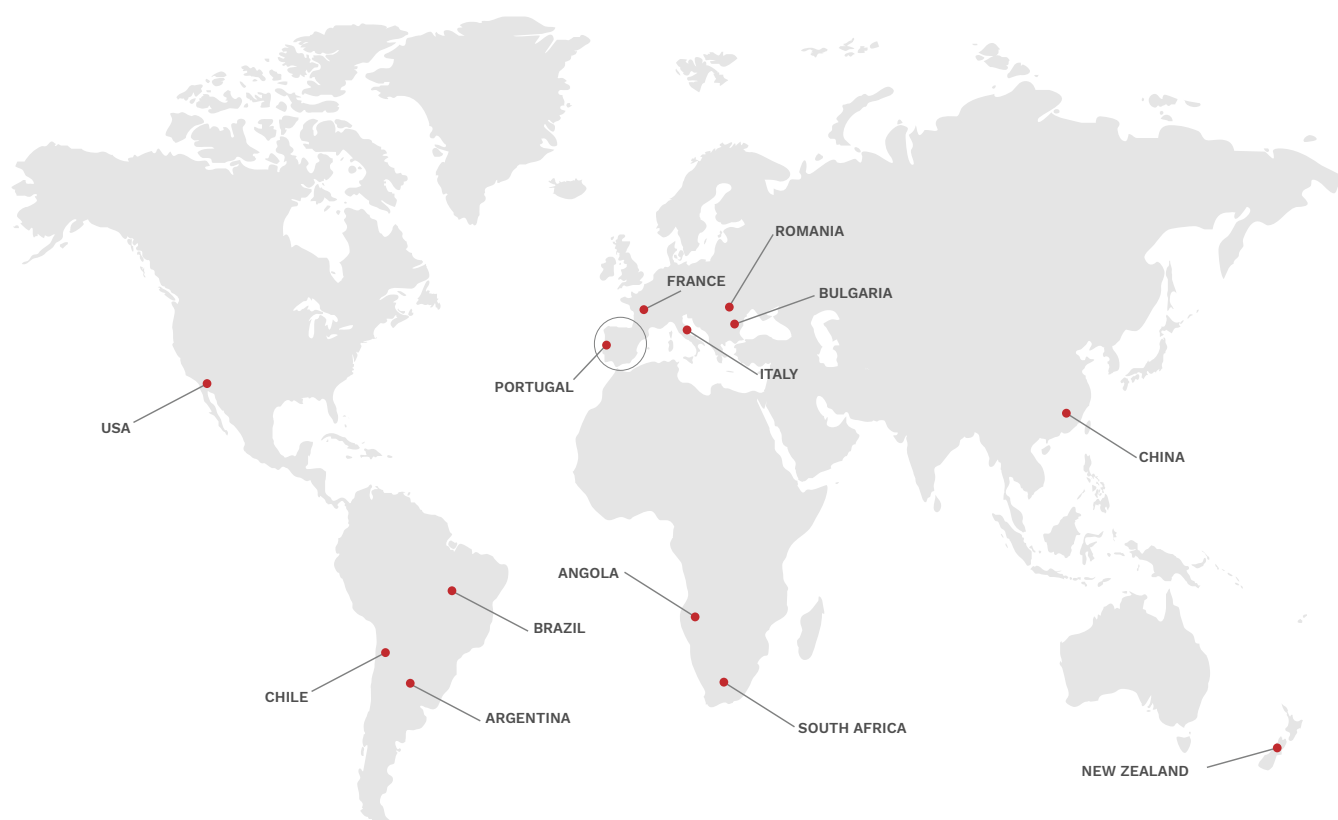 ROMANIA
FRANCE
BULGARIA
ITALY
PORTUGAL
USA
CHINA
ANGOLA
BRAZIL
CHILE
ARGENTINA
SOUTH AFRICA
NEW ZEALAND